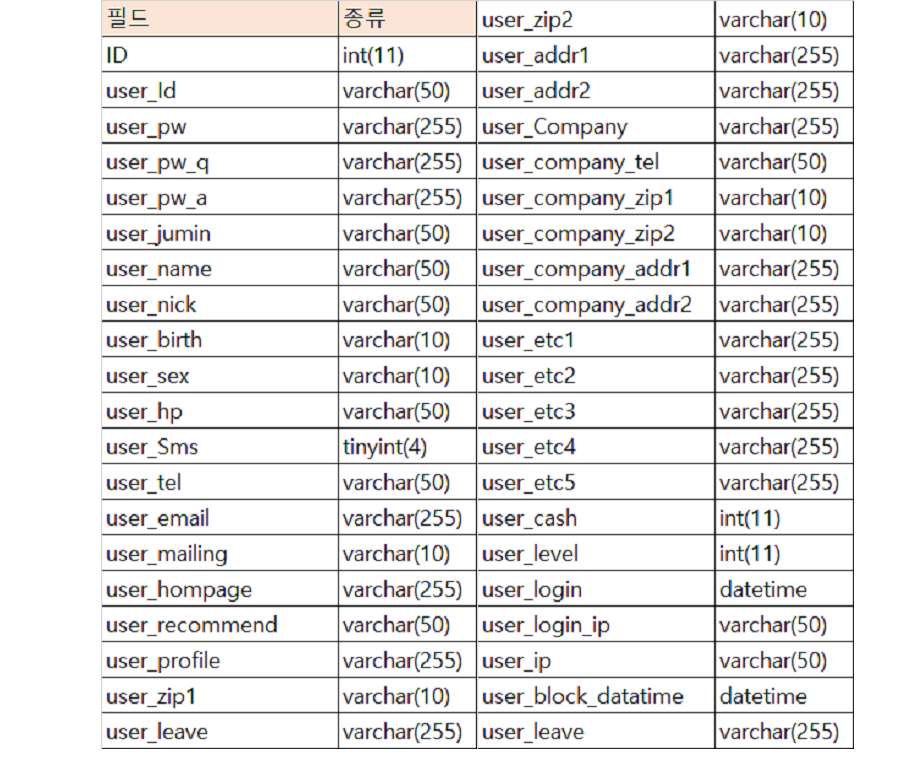 필드 종류 user_zip2 varchar(10)
ID int(11) user_addr1 varchar(255)
user_Id varchar(50) user_addr2 varchar(255)
user_pw varchar(255) user_Company varchar(255)
user_pw_q varchar(255) user_company_tel varchar(50)
user_pw_a varchar(255) user_company_zip1 varchar(10)
user_jumin varchar(50) user_company_zip2 varchar(10)
user_name varchar(50) user_company_addr1 varchar(255)
user_nick varchar(50) user_company_addr2 varchar(255)
user_birth varchar(10) user_etc1 varchar(255)
user_sex varchar(10) user_etc2 varchar(255)
user_hp varchar(50) user_etc3 varchar(255)
user_Sms tinyint(4) user_etc4 varchar(255)
user_tel varchar(50) user_etc5 varchar(255)
user_email varchar(255) user_cash int(11)
user_mailing varchar(10) user_level int(11)
user_hompage varchar(255) user_login datetime
user_recommend varchar(50) user_login_ip varchar(50)
user_profile varchar(255) user_ip varchar(50)
user_zip1 varchar(10) user_block_datatime datetime
user_leave varchar(255) user_leave varchar(255)